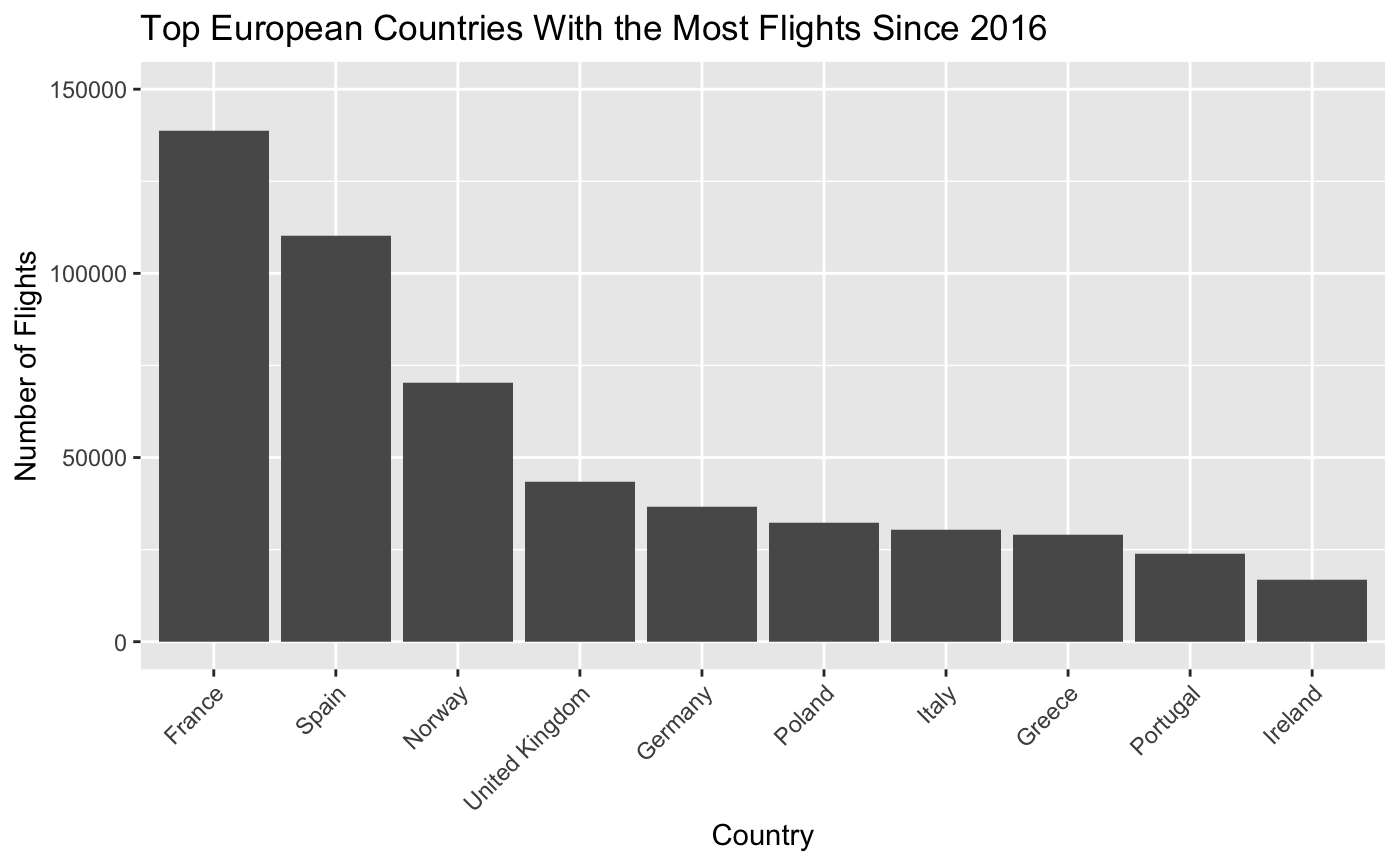 Top European Countries With the Most Flights Since 2016
Number of Flights
150000
100000
50000
0
France
Spain
Norway
United Kingdom
Germany
Poland
Italy
Greece
Portugal
Ireland
Country